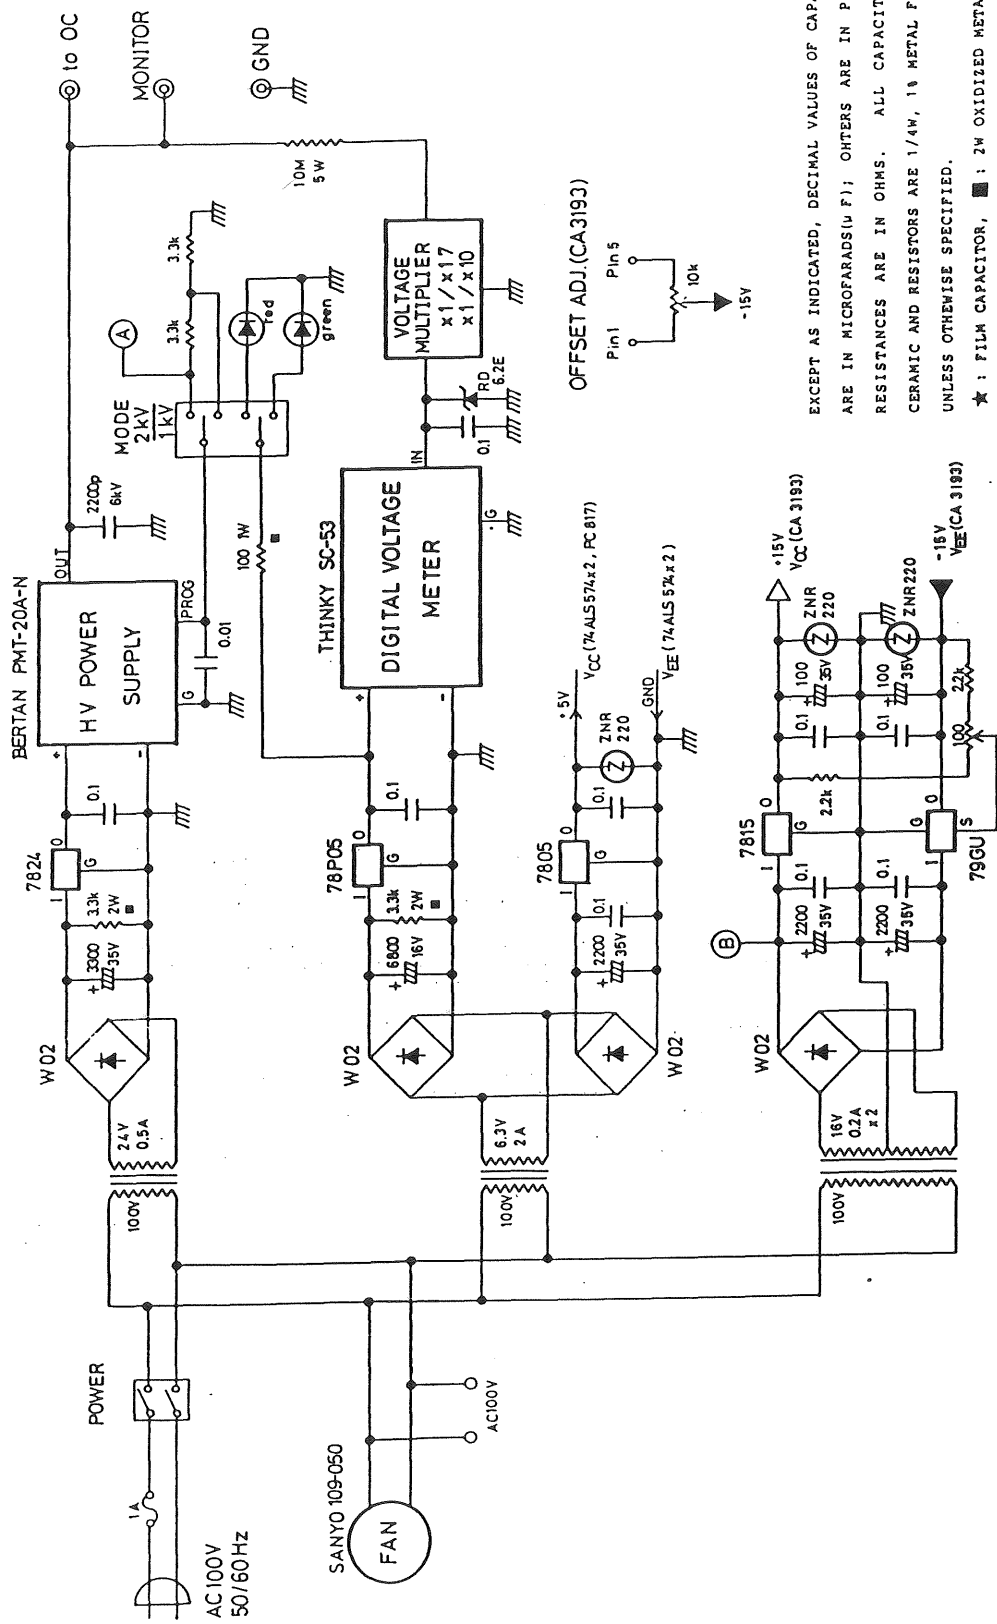 to OC
MONITOR
GND
10M
5W
BERTAN PMT-20A-N
HV POWER
SUPPLY
OUT
PROG
G
+
-
2200p
6kV
0.01
MODE
2kV
1kV
A
3.3k
3.3k
red
green
100 1W
■
VOLTAGE
MULTIPLIER
x1/x1.7
x1/x10
RD
6.2E
0.1
THINKY SC-53
DIGITAL VOLTAGE
METER
IN
G
+
-
OFFSET ADJ.(CA3193)
Pin1
Pin5
10k
-15V
7824
I
O
G
0.1
3.3k
2W
■
+
3300
35V
W02
24V
0.5A
100V
78P05
I
O
G
0.1
3.3k
2W
■
+
6800
16V
W02
6.3V
2A
100V
7805
I
O
G
0.1
0.1
+
2200
35V
W02
ZNR
220
+5V
VCC (74ALS574x2, PC8171)
GND
VEE (74ALS574x2)
B
7815
I
O
G
0.1
0.1
+
2200
35V
+
2200
35V
2.2k
0.1
0.1
+
100
35V
+
100
35V
ZNR
220
ZNR220
+15V
VCC (CA3193)
-15V
VEE (CA3193)
79GU
I
O
G
S
100
2.2k
W02
16V
0.2A
x2
100V
POWER
1A
AC100V
50/60Hz
SANYO 109-050
FAN
AC100V
EXCEPT AS INDICATED, DECIMAL VALUES OF
ARE IN MICROFARADS(μF); OHTERS ARE IN
RESISTANCES ARE IN OHMS. ALL
CERAMIC AND RESISTORS ARE 1/4W, 1% METAL
UNLESS OTHEWISE SPECIFIED.
★: FILM CAPACITOR, ■: 2W OXIDIZED